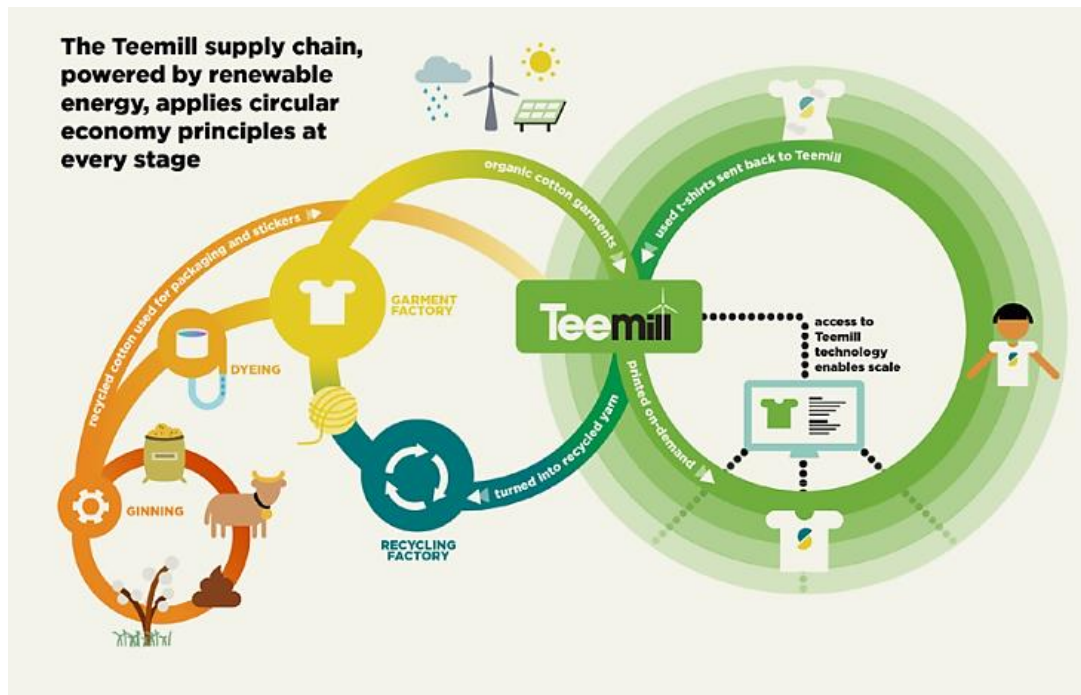 The Teemill supply chain,
powered by renewable
energy, applies circular
economy principles at
every stage
organic cotton garments
used t-shirts sent back to Teemill
recycled cotton used for packaging and stickers
GARMENT
FACTORY
Teemill
access to
Teemill
technology
enables scale
DYEING
printed on-demand
turned into recycled yarn
GINNING
RECYCLING
FACTORY